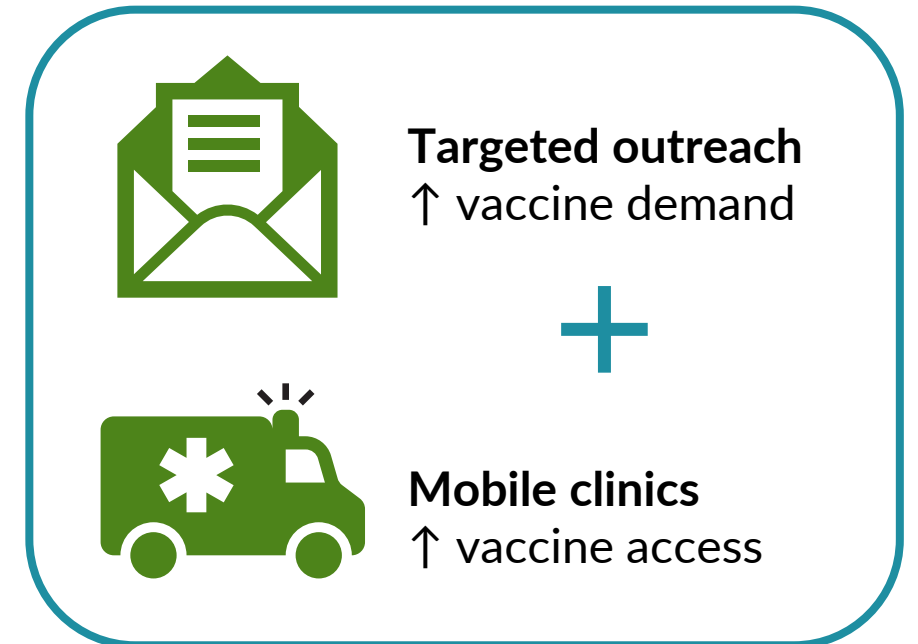 Targeted outreach
↑ vaccine demand
+
Mobile clinics
↑ vaccine access